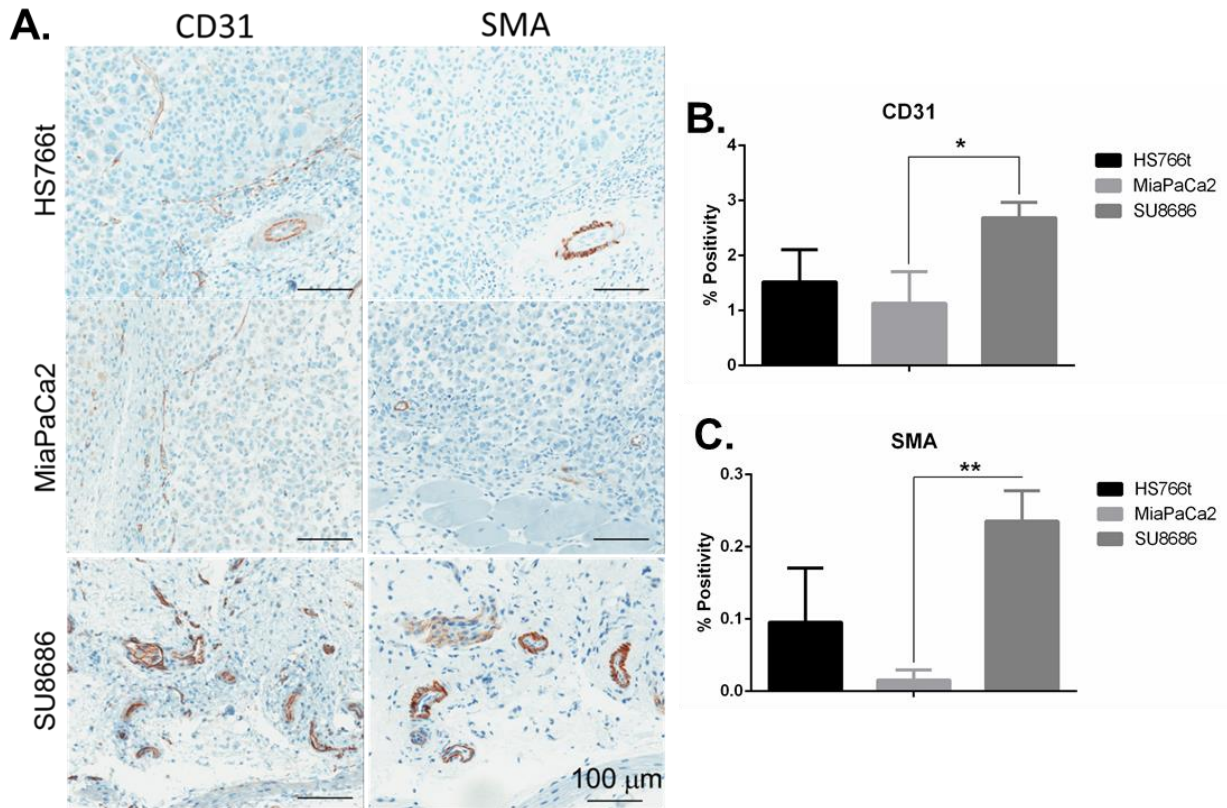 A.
CD31
SMA
HS766t
MiaPaCa2
SU8686
100 μm
B.
CD31
% Positivity
4
3
2
1
0
*
HS766t
MiaPaCa2
SU8686
C.
SMA
% Positivity
0.3
0.2
0.1
0.0
**
HS766t
MiaPaCa2
SU8686